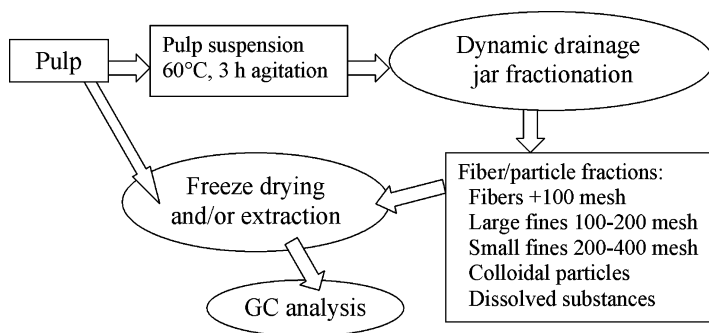 Pulp
Pulp suspension
60°C, 3 h agitation
Dynamic drainage
jar fractionation
Fiber/particle fractions:
Fibers +100 mesh
Large fines 100-200 mesh
Small fines 200-400 mesh
Colloidal particles
Dissolved substances
Freeze drying
and/or extraction
GC analysis